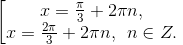 x = π/3 + 2πn,
x = 2π/3 + 2πn, n ∈ Z.